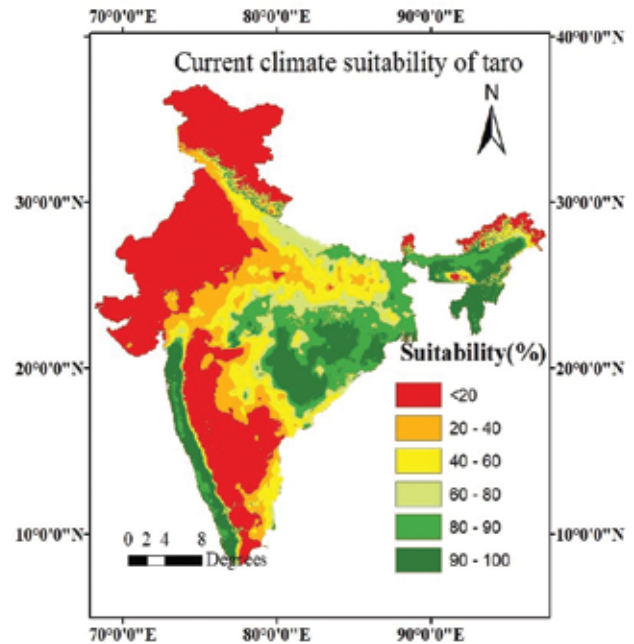 70°0'0"E 80°0'0"E 90°0'0"E
40°0'0"N
Current climate suitability of taro
N
30°0'0"N 30°0'0"N
Suitability(%)
20°0'0"N 20°0'0"N
<20
20 - 40
40 - 60
60 - 80
80 - 90
90 - 100
10°0'0"N 10°0'0"N
0 2 4 8
Degrees
70°0'0"E 80°0'0"E 90°0'0"E